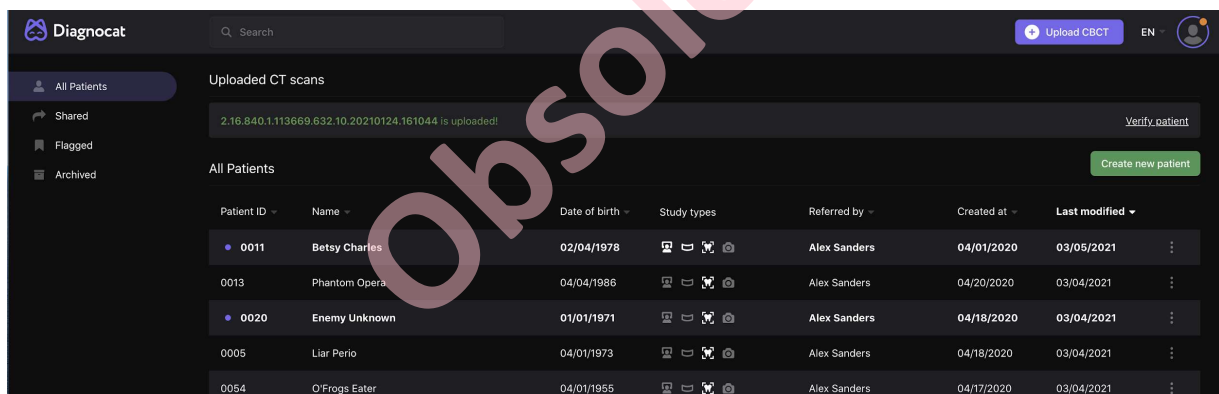 Diagnocat
Search
Upload CBCT
EN
All Patients
Shared
Flagged
Archived
Uploaded CT scans
2.16.840.1.113669.632.10.20210124.161044 is uploaded!
Verify patient
All Patients
Create new patient
Patient ID Name Date of birth Study types Referred by Created at Last modified
0011 Betsy Charles 02/04/1978 Alex Sanders 04/01/2020 03/05/2021
0013 Phantom Opera 04/04/1986 Alex Sanders 04/20/2020 03/04/2021
0020 Enemy Unknown 01/01/1971 Alex Sanders 04/18/2020 03/04/2021
0005 Liar Perio 04/01/1973 Alex Sanders 04/18/2020 03/04/2021
0054 O'Frogs Eater 04/01/1955 Alex Sanders 04/17/2020 03/04/2021